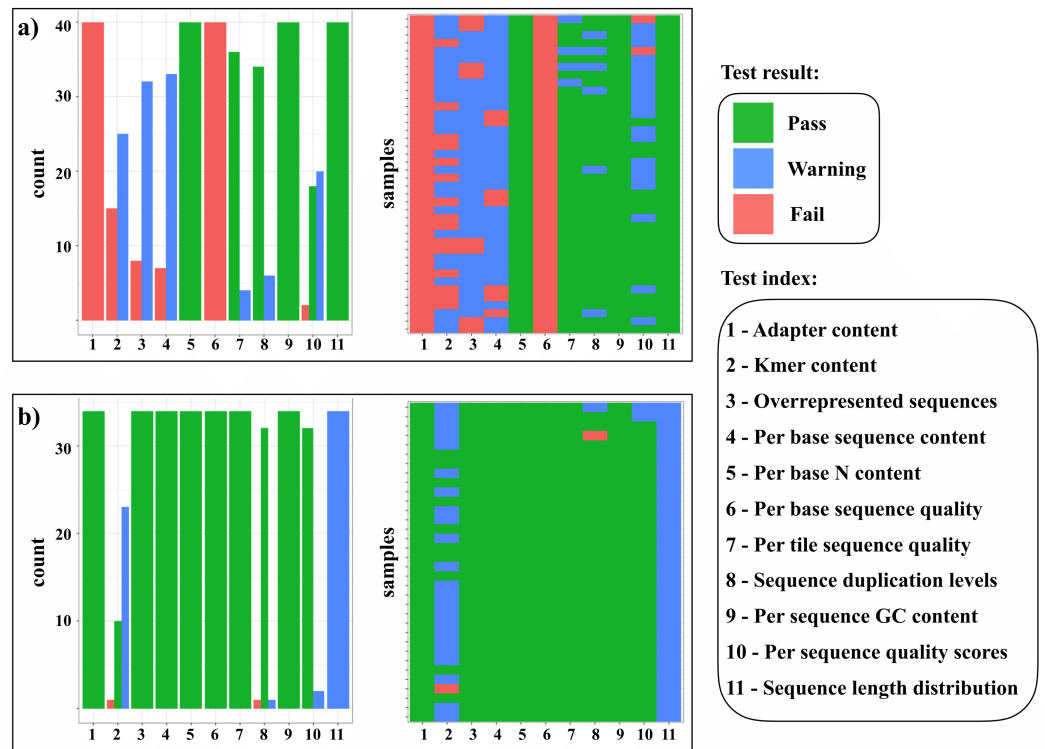 a)
40
30
20
10
count
1 2 3 4 5 6 7 8 9 10 11
samples
1 2 3 4 5 6 7 8 9 10 11
b)
30
20
10
count
1 2 3 4 5 6 7 8 9 10 11
samples
1 2 3 4 5 6 7 8 9 10 11
Test result:
Pass
Warning
Fail
Test index:
1 - Adapter content
2 - Kmer content
3 - Overrepresented sequences
4 - Per base sequence content
5 - Per base N content
6 - Per base sequence quality
7 - Per tile sequence quality
8 - Sequence duplication levels
9 - Per sequence GC content
10 - Per sequence quality scores
11 - Sequence length distribution